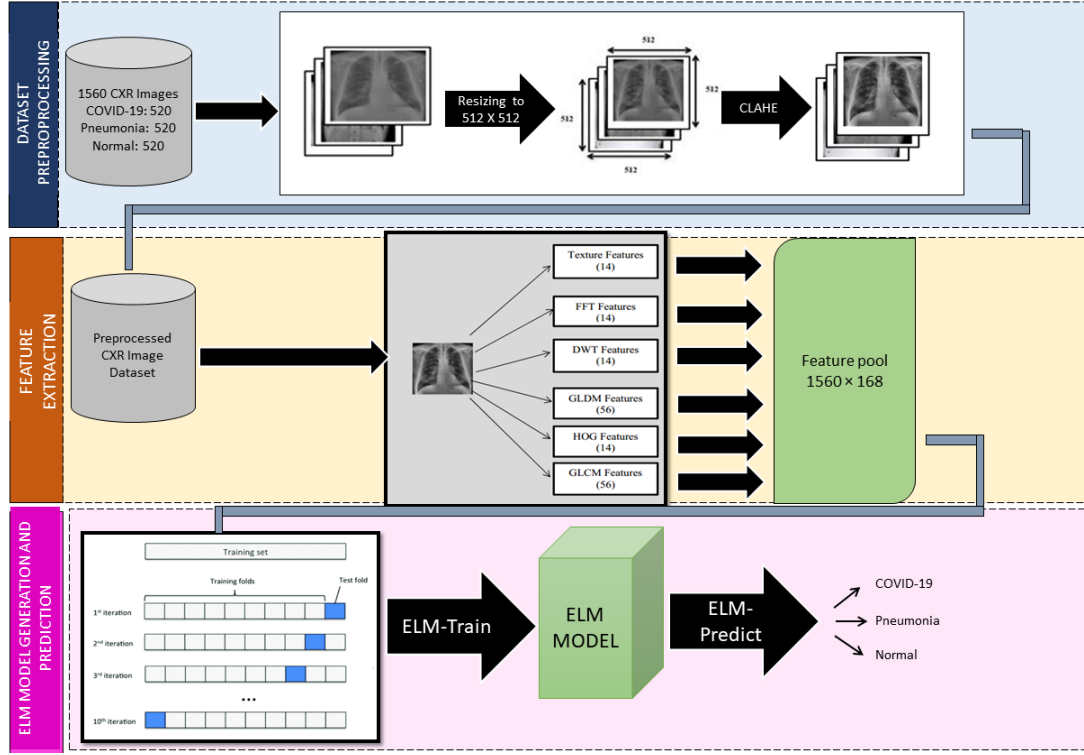 DATASET
PREPROCESSING
1560 CXR Images
COVID-19: 520
Pneumonia: 520
Normal: 520
Resizing to
512 X 512
512
512
512
512
CLAHE
FEATURE
EXTRACTION
Preprocessed
CXR Image
Dataset
Texture Features
(14)
FFT Features
(14)
DWT Features
(14)
GLDM Features
(56)
HOG Features
(14)
GLCM Features
(56)
Feature pool
1560 × 168
ELM MODEL GENERATION AND
PREDICTION
Training set
Training folds
Test fold
1st iteration
2nd iteration
3rd iteration
...
10th iteration
ELM-Train
ELM
MODEL
ELM-
Predict
COVID-19
Pneumonia
Normal